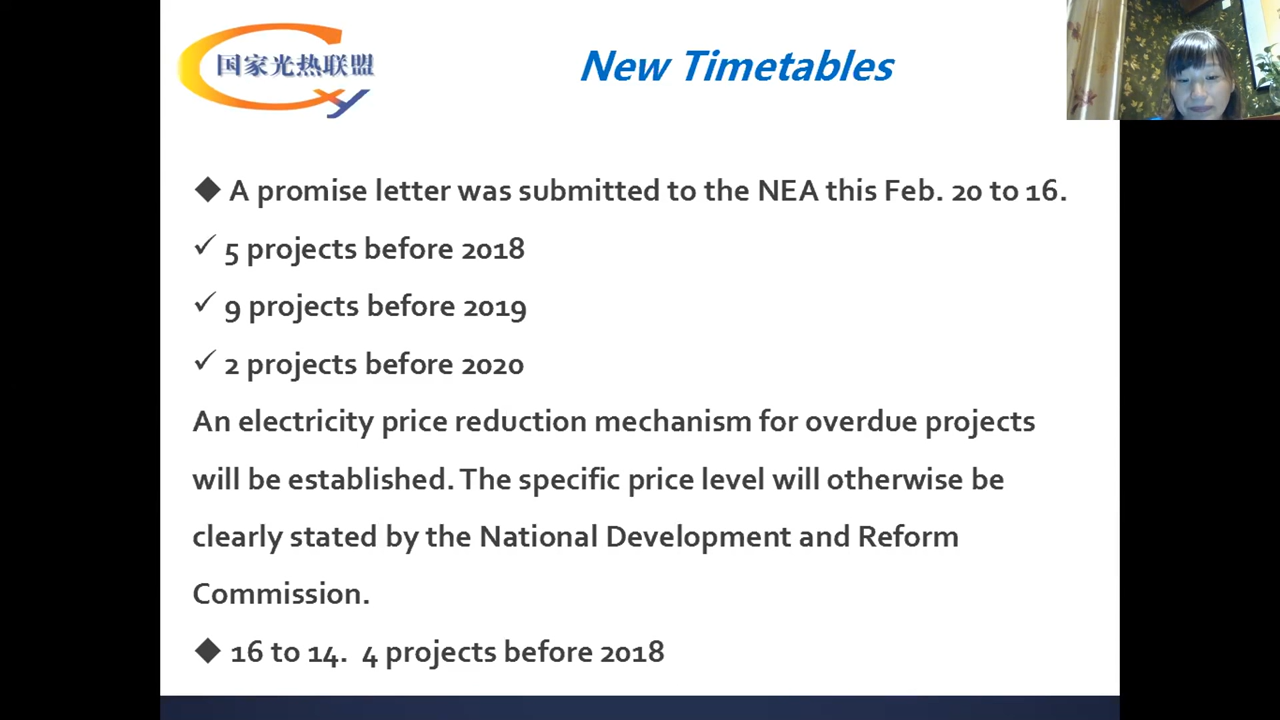 国家光热联盟
New Timetables
◆ A promise letter was submitted to the NEA this Feb. 20 to 16.
✓ 5 projects before 2018
✓ 9 projects before 2019
✓ 2 projects before 2020
An electricity price reduction mechanism for overdue projects
will be established. The specific price level will otherwise be
clearly stated by the National Development and Reform
Commission.
◆ 16 to 14. 4 projects before 2018